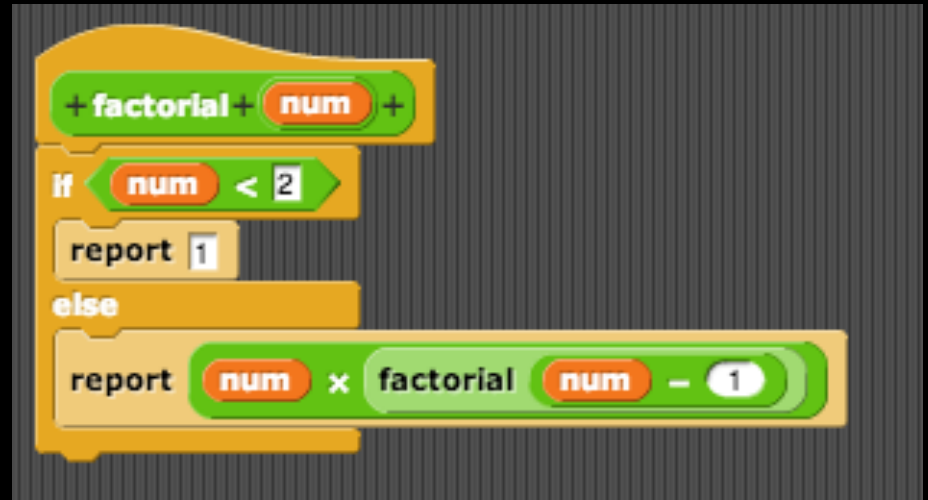 + factorial + num +
if num < 2
report 1
else
report num × factorial num – 1